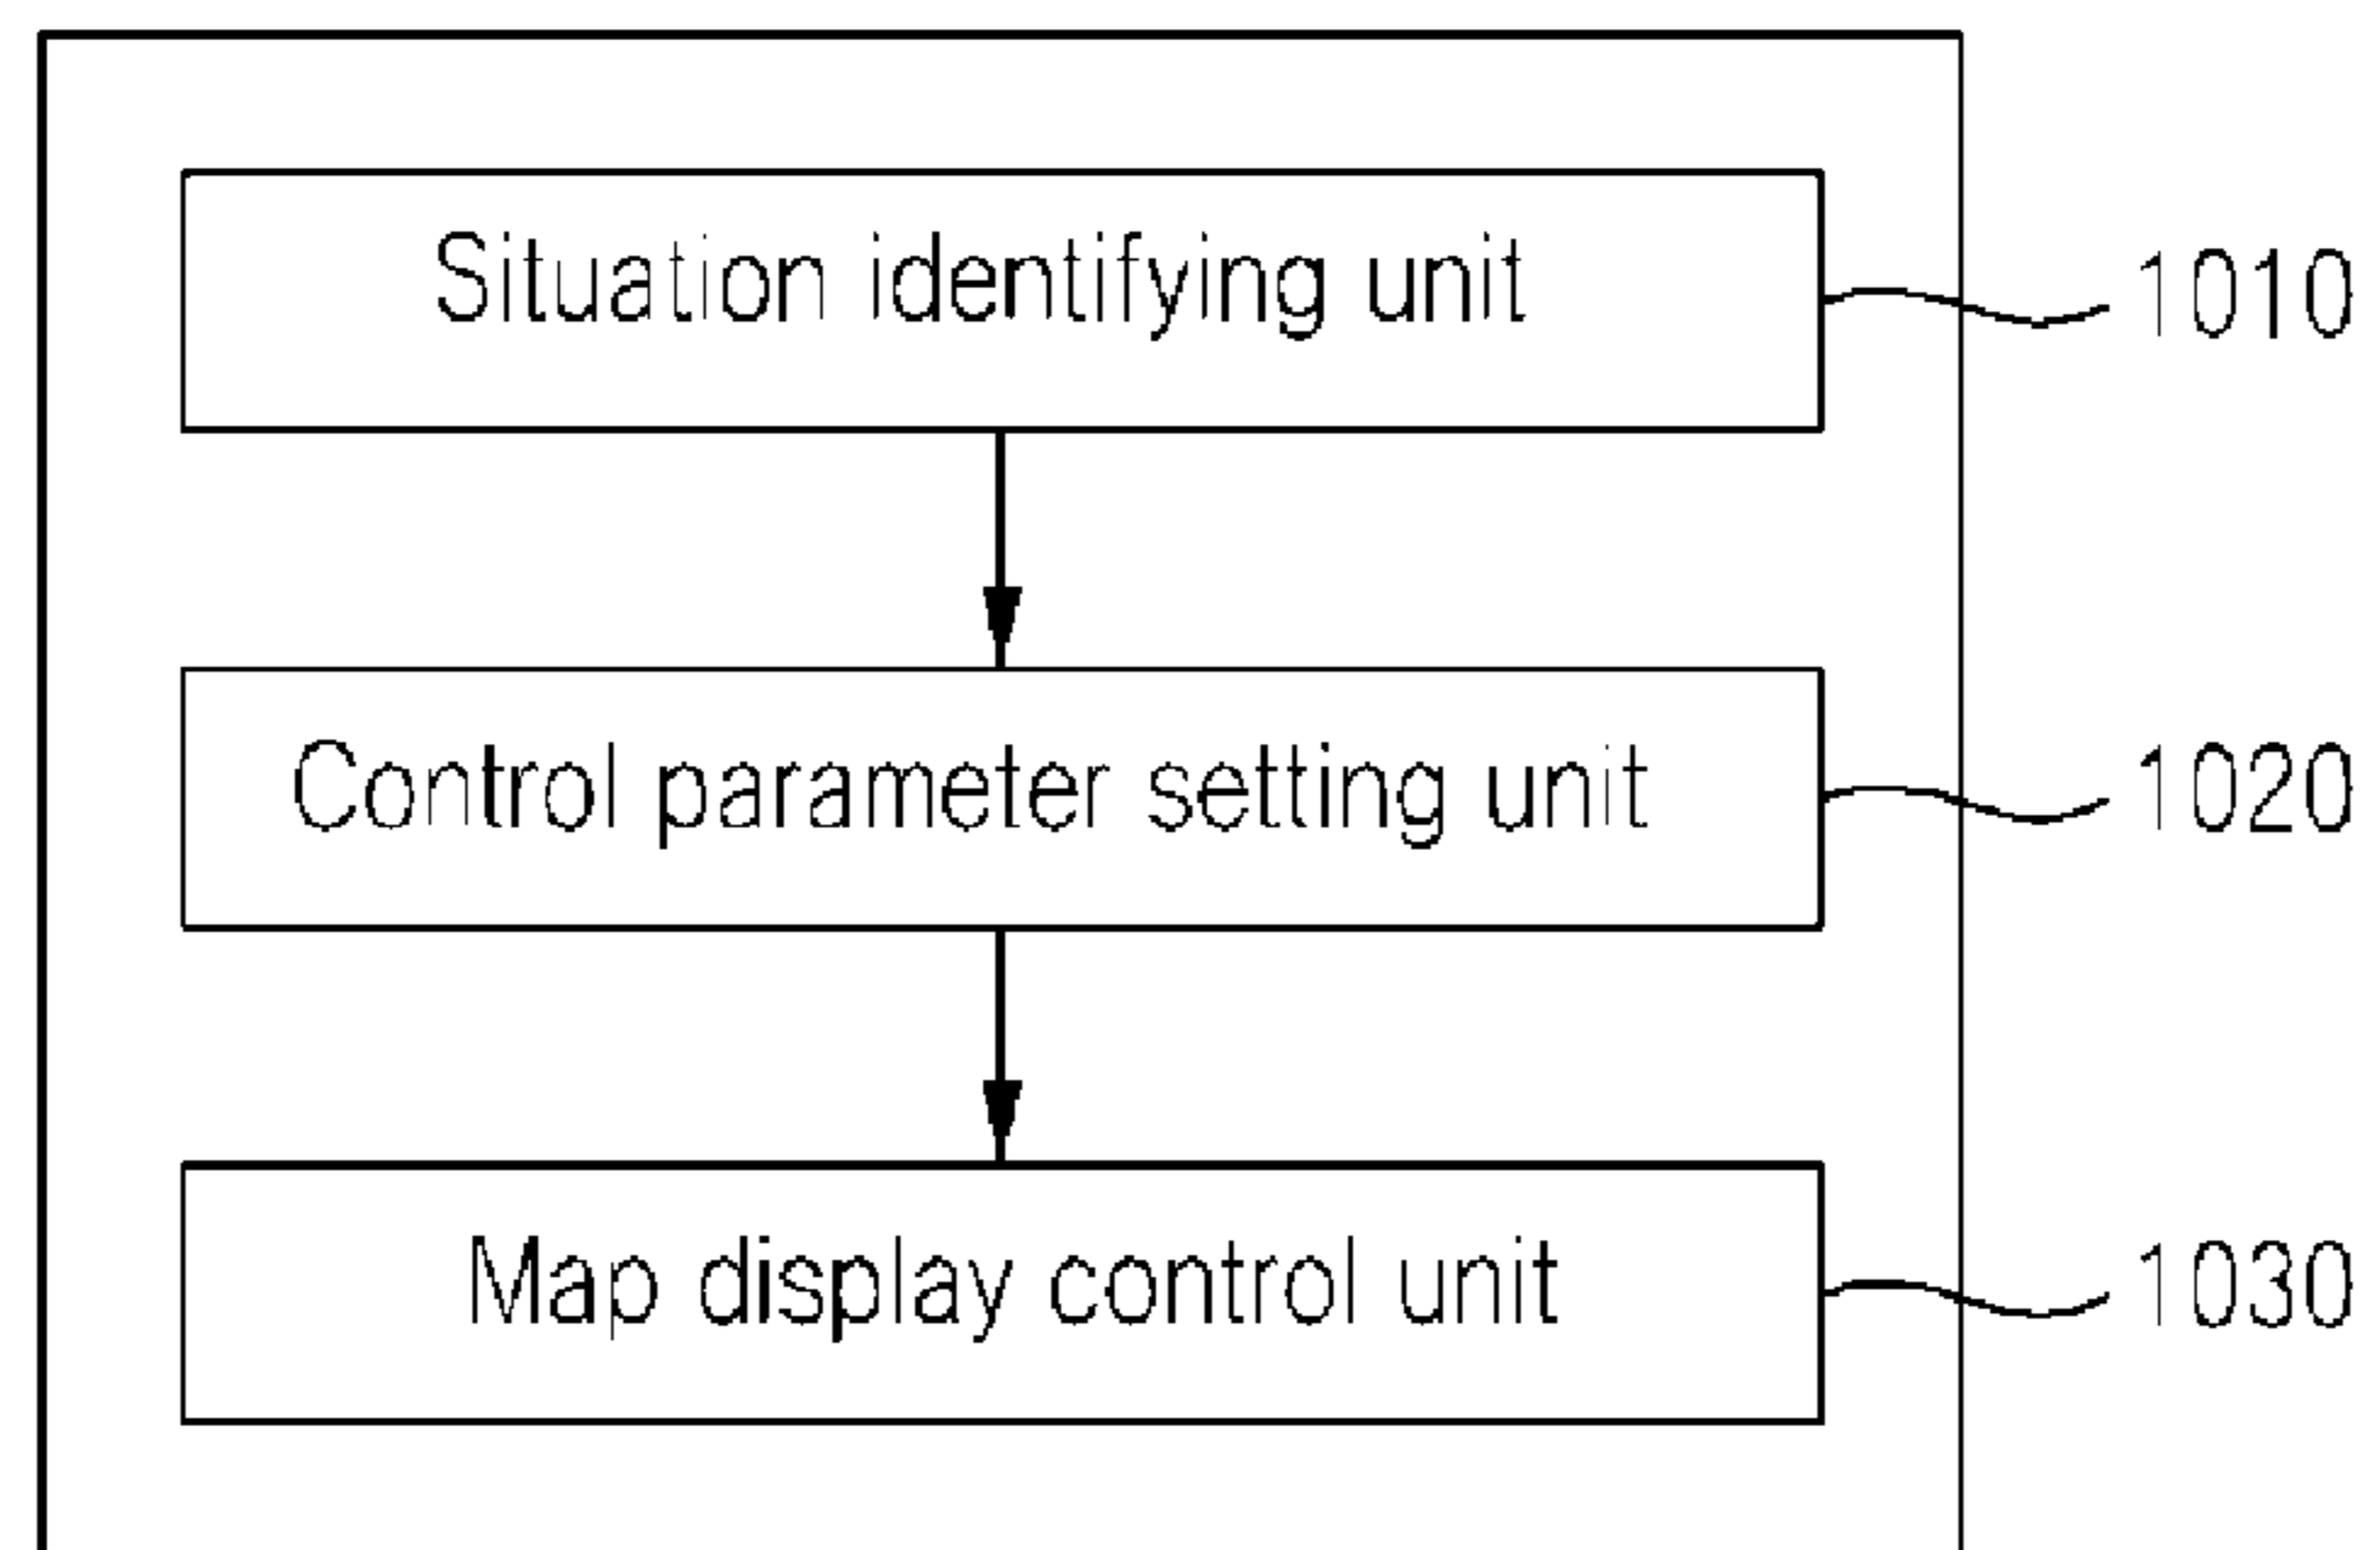 Situation identifying unit 1010
Control parameter setting unit 1020
Map display control unit 1030